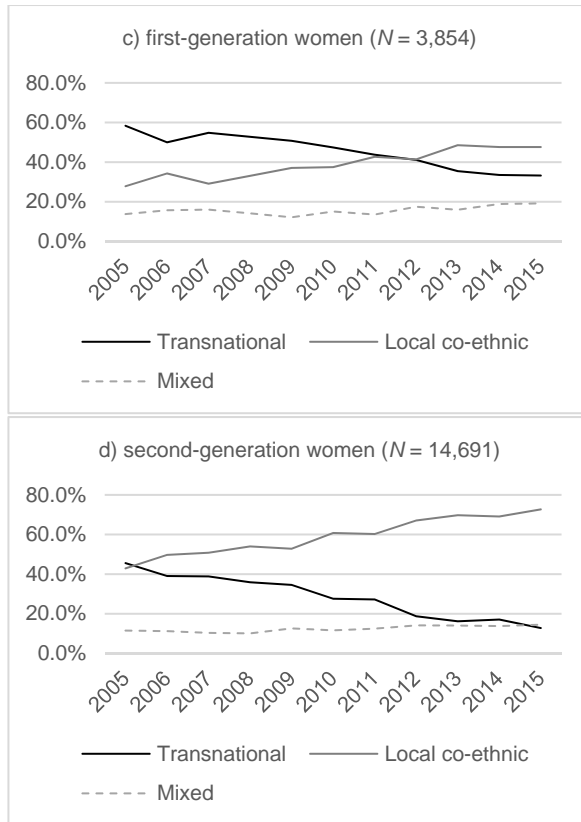 c) first-generation women (N = 3,854)
80.0%
60.0%
40.0%
20.0%
0.0%
2005 2006 2007 2008 2009 2010 2011 2012 2013 2014 2015
Transnational Local co-ethnic
Mixed
d) second-generation women (N = 14,691)
80.0%
60.0%
40.0%
20.0%
0.0%
2005 2006 2007 2008 2009 2010 2011 2012 2013 2014 2015
Transnational Local co-ethnic
Mixed